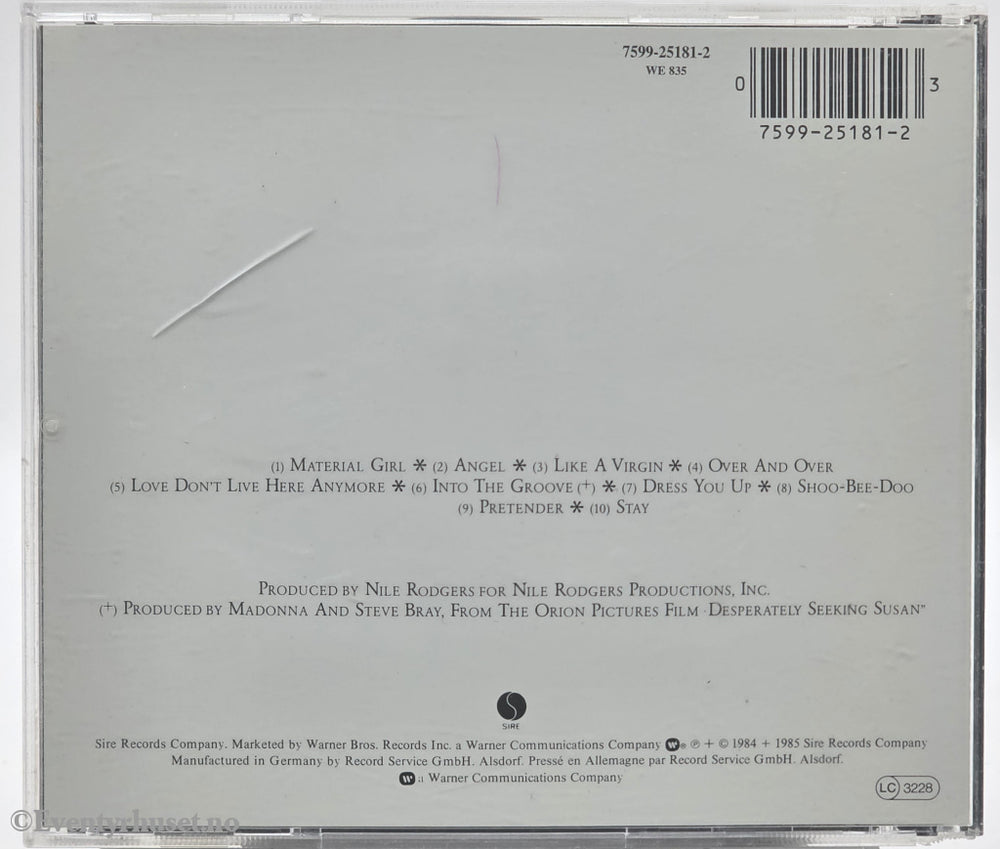 7599-25181-2
WE 835
0 3
7599-25181-2
(1) MATERIAL GIRL * (2) ANGEL * (3) LIKE A VIRGIN * (4) OVER AND OVER
(5) LOVE DON'T LIVE HERE ANYMORE * (6) INTO THE GROOVE (+) * (7) DRESS YOU UP * (8) SHOO-BEE-DOO
(9) PRETENDER * (10) STAY
PRODUCED BY NILE RODGERS FOR NILE RODGERS PRODUCTIONS, INC.
(+) PRODUCED BY MADONNA AND STEVE BRAY, FROM THE ORION PICTURES FILM "DESPERATELY SEEKING SUSAN"
SIRE
Sire Records Company. Marketed by Warner Bros. Records Inc. a Warner Communications Company ® ℗ + © 1984 + 1985 Sire Records Company
Manufactured in Germany by Record Service GmbH. Alsdorf. Pressé en Allemagne par Record Service GmbH. Alsdorf.
a Warner Communications Company
LC 3228
©Eventyrhuset.no